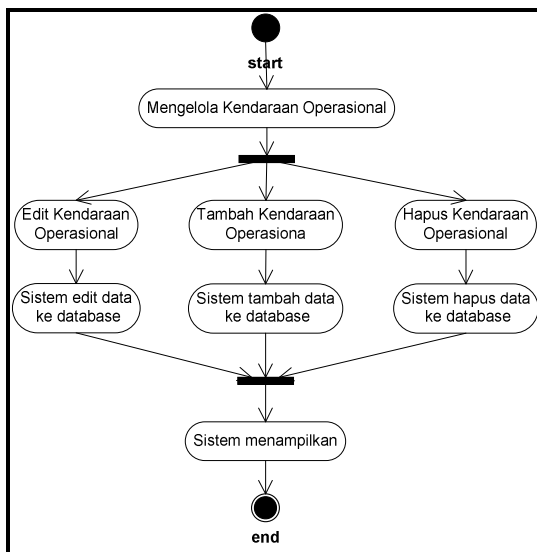 start
Mengelola Kendaraan Operasional
Edit Kendaraan
Operasional
Tambah Kendaraan
Operasiona
Hapus Kendaraan
Operasional
Sistem edit data
ke database
Sistem tambah data
ke database
Sistem hapus data
ke database
Sistem menampilkan
end